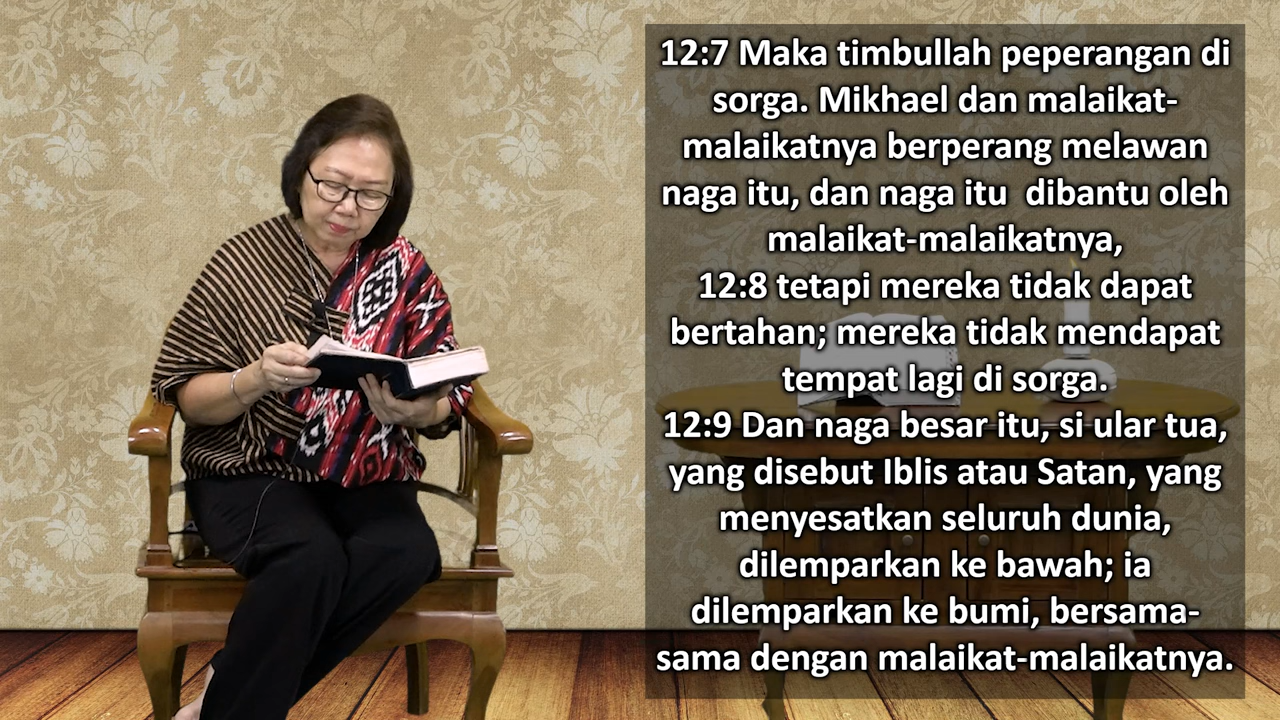 12:7 Maka timbullah peperangan di
sorga. Mikhael dan malaikat-
malaikatnya berperang melawan
naga itu, dan naga itu  dibantu oleh
malaikat-malaikatnya,
12:8 tetapi mereka tidak dapat
bertahan; mereka tidak mendapat
tempat lagi di sorga.
12:9 Dan naga besar itu, si ular tua,
yang disebut Iblis atau Satan, yang
menyesatkan seluruh dunia,
dilemparkan ke bawah; ia
dilemparkan ke bumi, bersama-
sama dengan malaikat-malaikatnya.